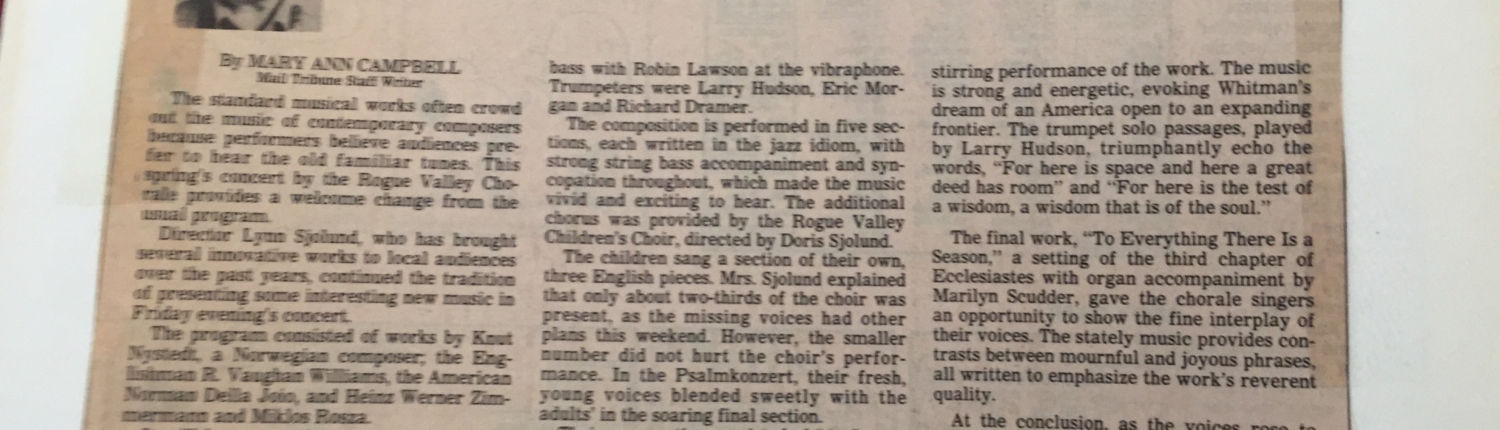 By MARY ANN CAMPBELL
Mail Tribune Staff Writer
The standard musical works often crowd
out the music of contemporary composers
because performers believe audiences pre-
fer to hear the old familiar tunes. This
spring's concert by the Rogue Valley Cho-
rale provides a welcome change from the
usual program.
Director Lynn Sjolund, who has brought
several innovative works to local audiences
over the past years, continued the tradition
of presenting some interesting new music in
Friday evening's concert.
The program consisted of works by Knut
Nystedt, a Norwegian composer; the Eng-
lishman R. Vaughan Williams, the American
Norman Della Joio, and Heinz Werner Zim-
mermann and Miklos Rosza.
bass with Robin Lawson at the vibraphone.
Trumpeters were Larry Hudson, Eric Mor-
gan and Richard Dramer.
The composition is performed in five sec-
tions, each written in the jazz idiom, with
strong string bass accompaniment and syn-
copation throughout, which made the music
vivid and exciting to hear. The additional
chorus was provided by the Rogue Valley
Children's Choir, directed by Doris Sjolund.
The children sang a section of their own,
three English pieces. Mrs. Sjolund explained
that only about two-thirds of the choir was
present, as the missing voices had other
plans this weekend. However, the smaller
number did not hurt the choir's perfor-
mance. In the Psalmkonzert, their fresh,
young voices blended sweetly with the
adults' in the soaring final section.
stirring performance of the work. The music
is strong and energetic, evoking Whitman's
dream of an America open to an expanding
frontier. The trumpet solo passages, played
by Larry Hudson, triumphantly echo the
words, "For here is space and here a great
deed has room" and "For here is the test of
a wisdom, a wisdom that is of the soul."
The final work, "To Everything There Is a
Season," a setting of the third chapter of
Ecclesiastes with organ accompaniment by
Marilyn Scudder, gave the chorale singers
an opportunity to show the fine interplay of
their voices. The stately music provides con-
trasts between mournful and joyous phrases,
all written to emphasize the work's reverent
quality.
At the conclusion, as the voices rose to